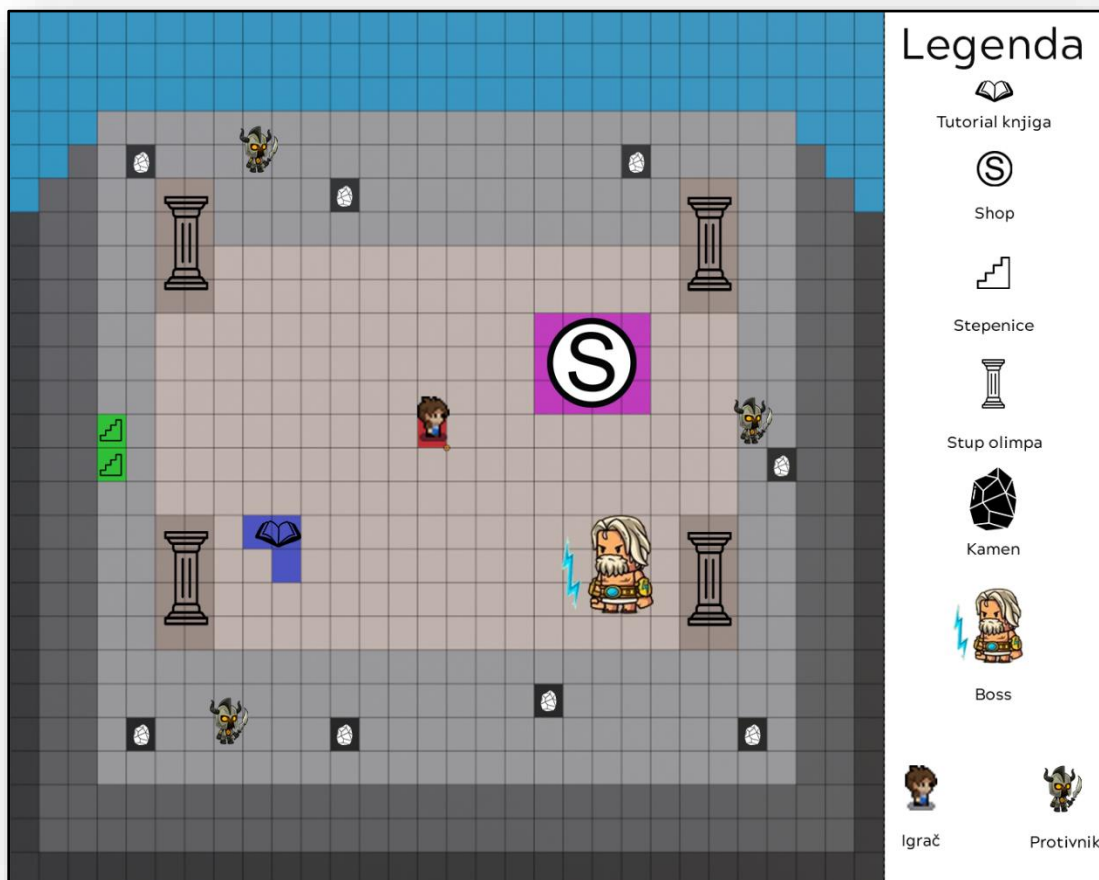 Legenda
Tutorial knjiga
S
Shop
Stepenice
Stup olimpa
Kamen
Boss
Igrač
Protivnik
S